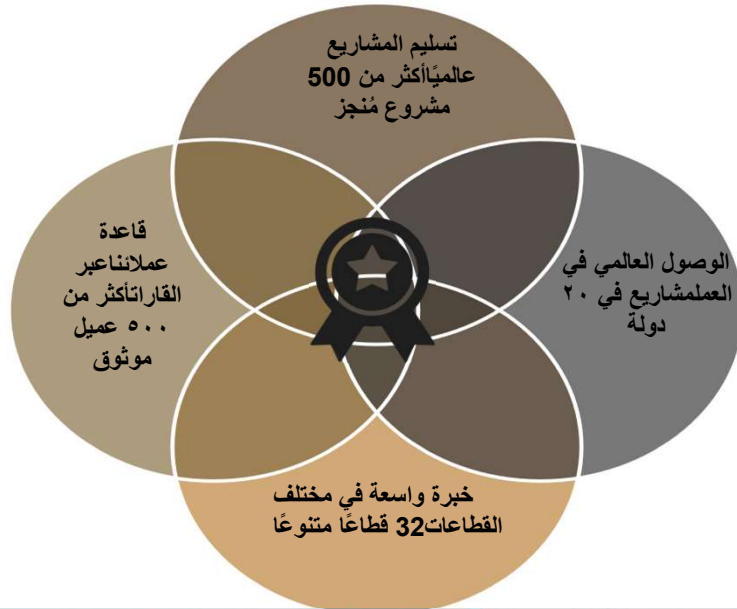 تسليم المشاريع
عالميًاأكثر من 500
مشروع مُنجز
قاعدة
عملائناعبر
القاراتأكثر من
٥٠٠ عميل
موثوق
الوصول العالمي في
العملمشاريع في ٢٠
دولة
خبرة واسعة في مختلف
القطاعات32 قطاعًا متنوعًا